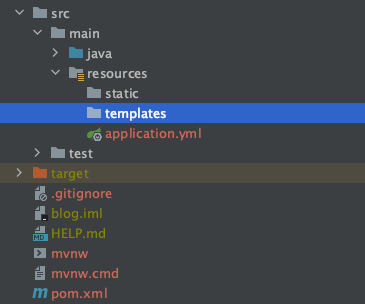 src
main
java
resources
static
templates
application.yml
test
target
.gitignore
blog.iml
HELP.md
mvnw
mvnw.cmd
pom.xml